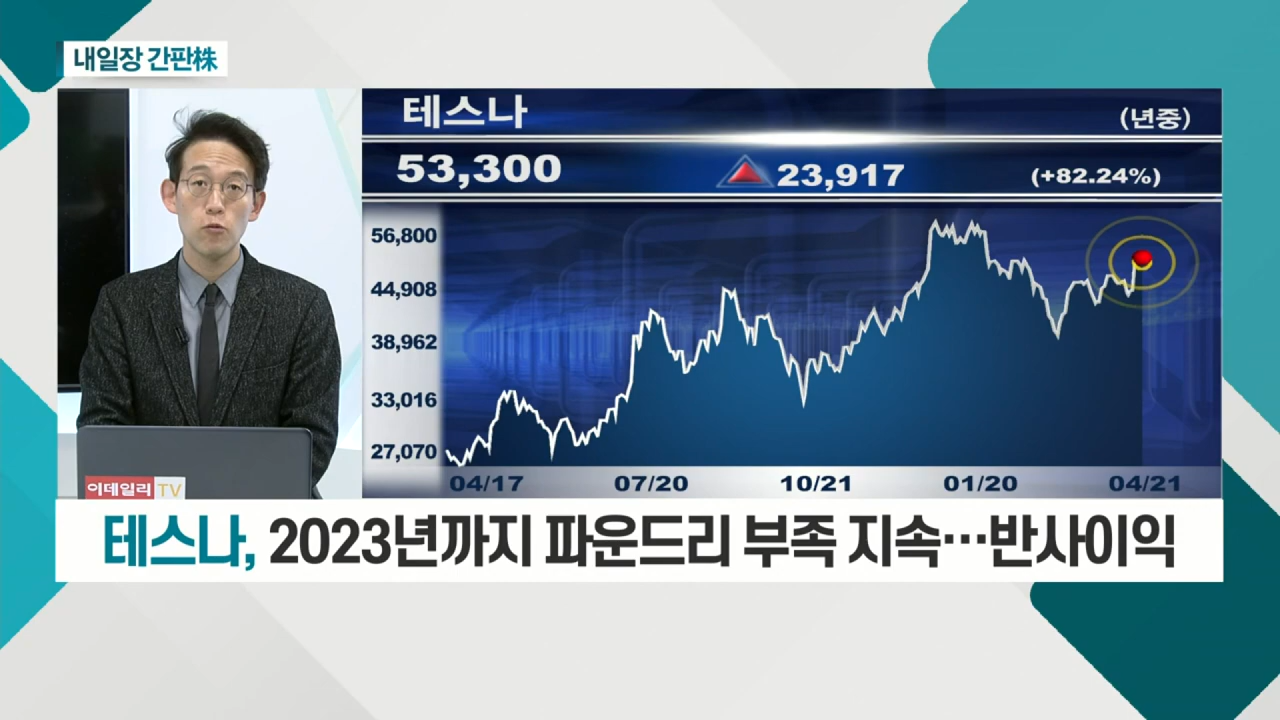 내일장 간판株
테스나
(년중)
53,300
▲ 23,917
(+82.24%)
56,800
44,908
38,962
33,016
27,070
04/17 07/20 10/21 01/20 04/21
이데일리 TV
테스나, 2023년까지 파운드리 부족 지속…반사이익